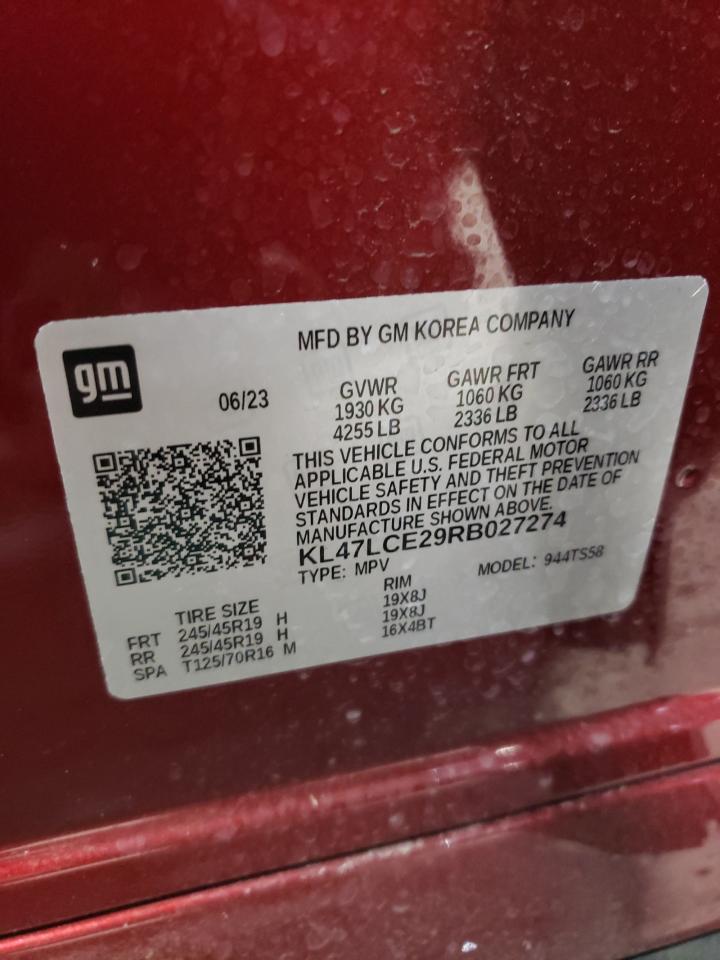 MFD BY GM KOREA COMPANY
gm
06/23
GVWR GAWR FRT GAWR RR
1930 KG 1060 KG 1060 KG
4255 LB 2336 LB 2336 LB
THIS VEHICLE CONFORMS TO ALL
APPLICABLE U.S. FEDERAL MOTOR
VEHICLE SAFETY AND THEFT PREVENTION
STANDARDS IN EFFECT ON THE DATE OF
MANUFACTURE SHOWN ABOVE.
KL47LCE29RB027274
TYPE: MPV MODEL: 944TS58
TIRE SIZE RIM
FRT 245/45R19 H 19X8J
RR 245/45R19 H 19X8J
SPA T125/70R16 M 16X4BT